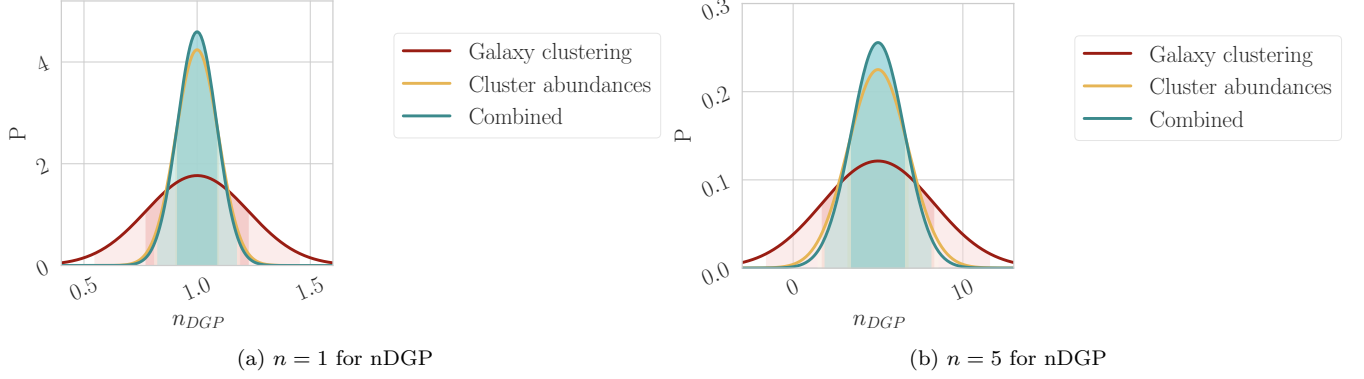 4
2
0
P
0.5
1.0
1.5
n_{DGP}
Galaxy clustering
Cluster abundances
Combined
(a) n = 1 for nDGP
0.3
0.2
0.1
0.0
P
0
10
n_{DGP}
Galaxy clustering
Cluster abundances
Combined
(b) n = 5 for nDGP